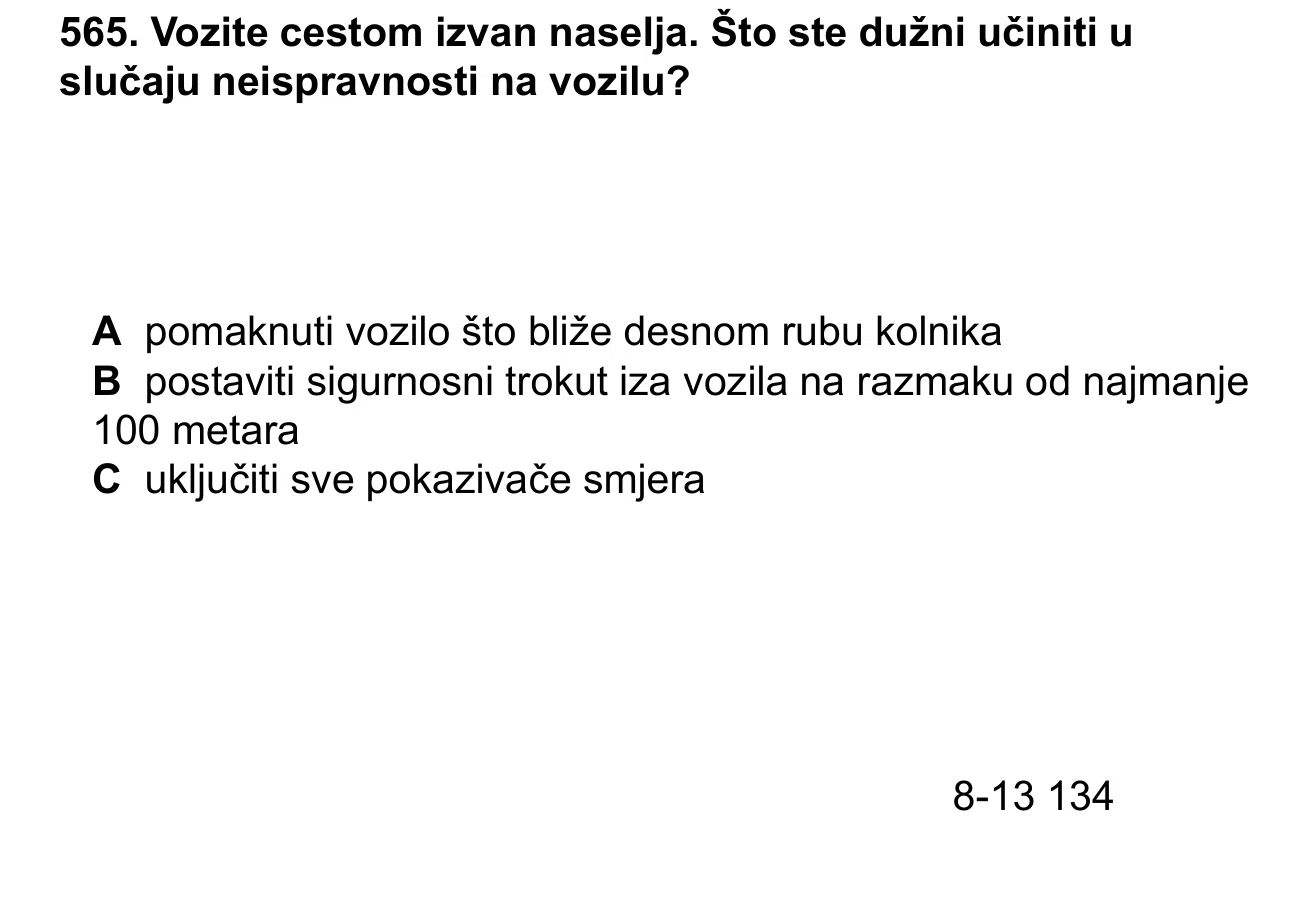 565. Vozite cestom izvan naselja. Što ste dužni učiniti u
slučaju neispravnosti na vozilu?
A pomaknuti vozilo što bliže desnom rubu kolnika
B postaviti sigurnosni trokut iza vozila na razmaku od najmanje
100 metara
C uključiti sve pokazivače smjera
8-13 134